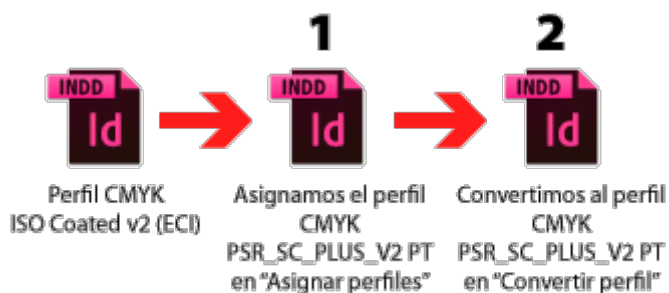 1
2
INDD
Id
INDD
Id
INDD
Id
Perfil CMYK
ISO Coated v2 (ECI)
Asignamos el perfil
CMYK
PSR_SC_PLUS_V2 PT
en "Asignar perfiles"
Convertimos al perfil
CMYK
PSR_SC_PLUS_V2 PT
en "Convertir perfil"